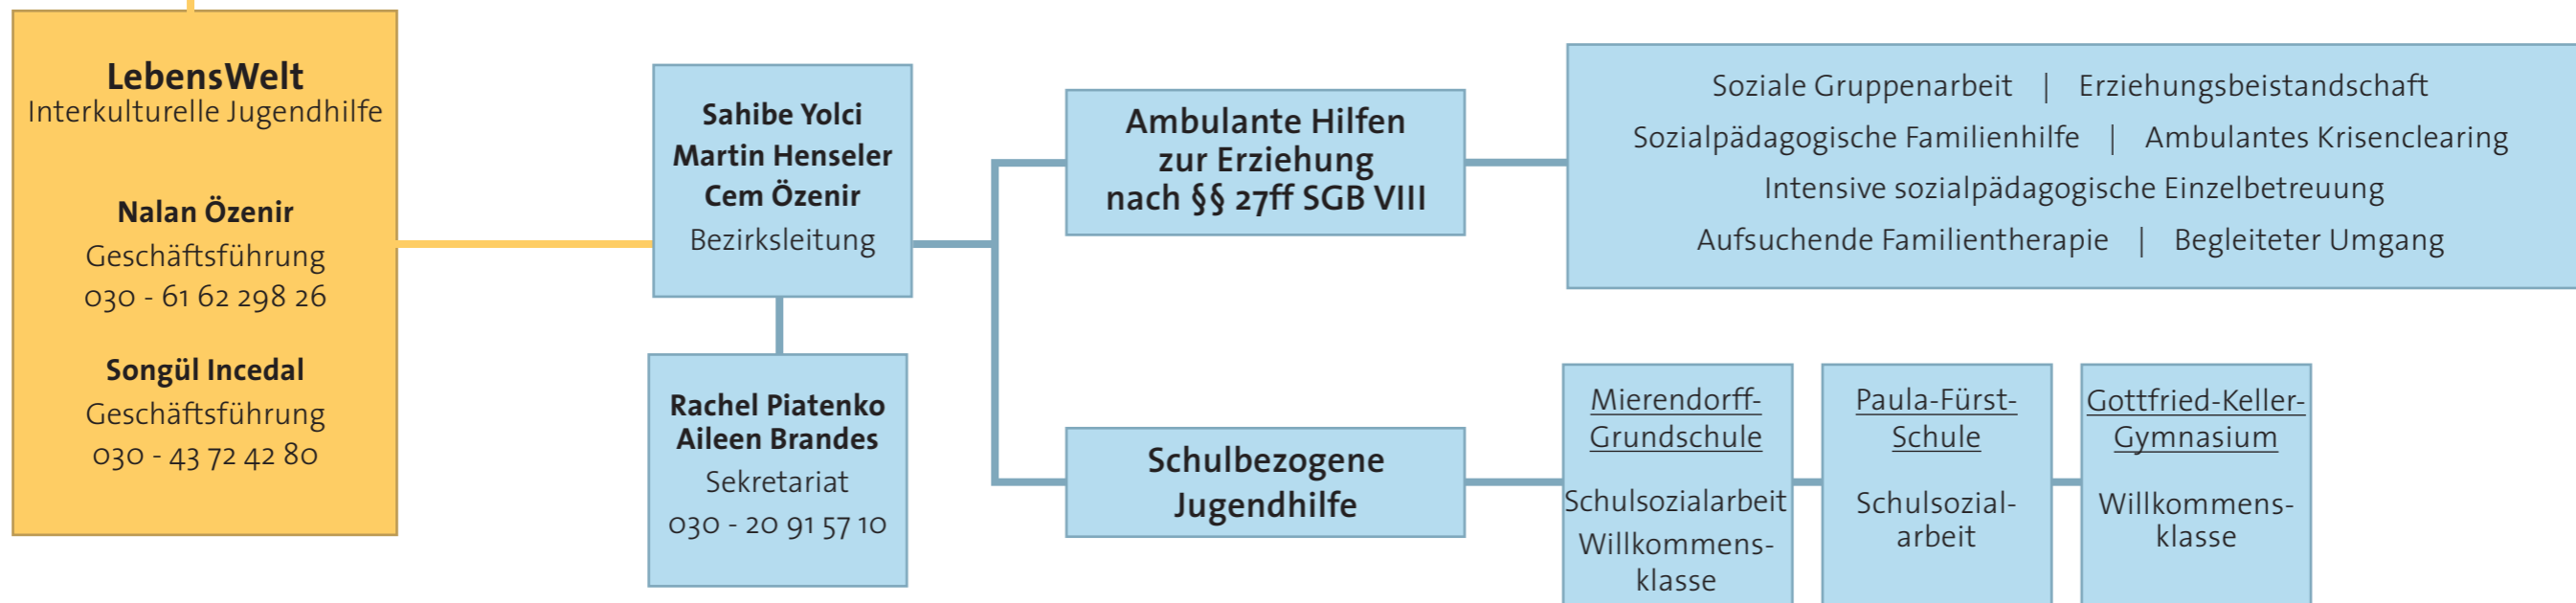 LebensWelt
Interkulturelle Jugendhilfe
Nalan Özenir
Geschäftsführung
030 - 61 62 298 26
Songül Incedal
Geschäftsführung
030 - 43 72 42 80
Sahibe Yolci
Martin Henseler
Cem Özenir
Bezirksleitung
Rachel Piatenko
Aileen Brandes
Sekretariat
030 - 20 91 57 10
Ambulante Hilfen
zur Erziehung
nach §§ 27ff SGB VIII
Soziale Gruppenarbeit | Erziehungsbeistandschaft
Sozialpädagogische Familienhilfe | Ambulantes Krisenclearing
Intensive sozialpädagogische Einzelbetreuung
Aufsuchende Familientherapie | Begleiteter Umgang
Schulbezogene
Jugendhilfe
Mierendorff-
Grundschule
Schulsozialarbeit
Willkommens-
klasse
Paula-Fürst-
Schule
Schulsozial-
arbeit
Gottfried-Keller-
Gymnasium
Willkommens-
klasse